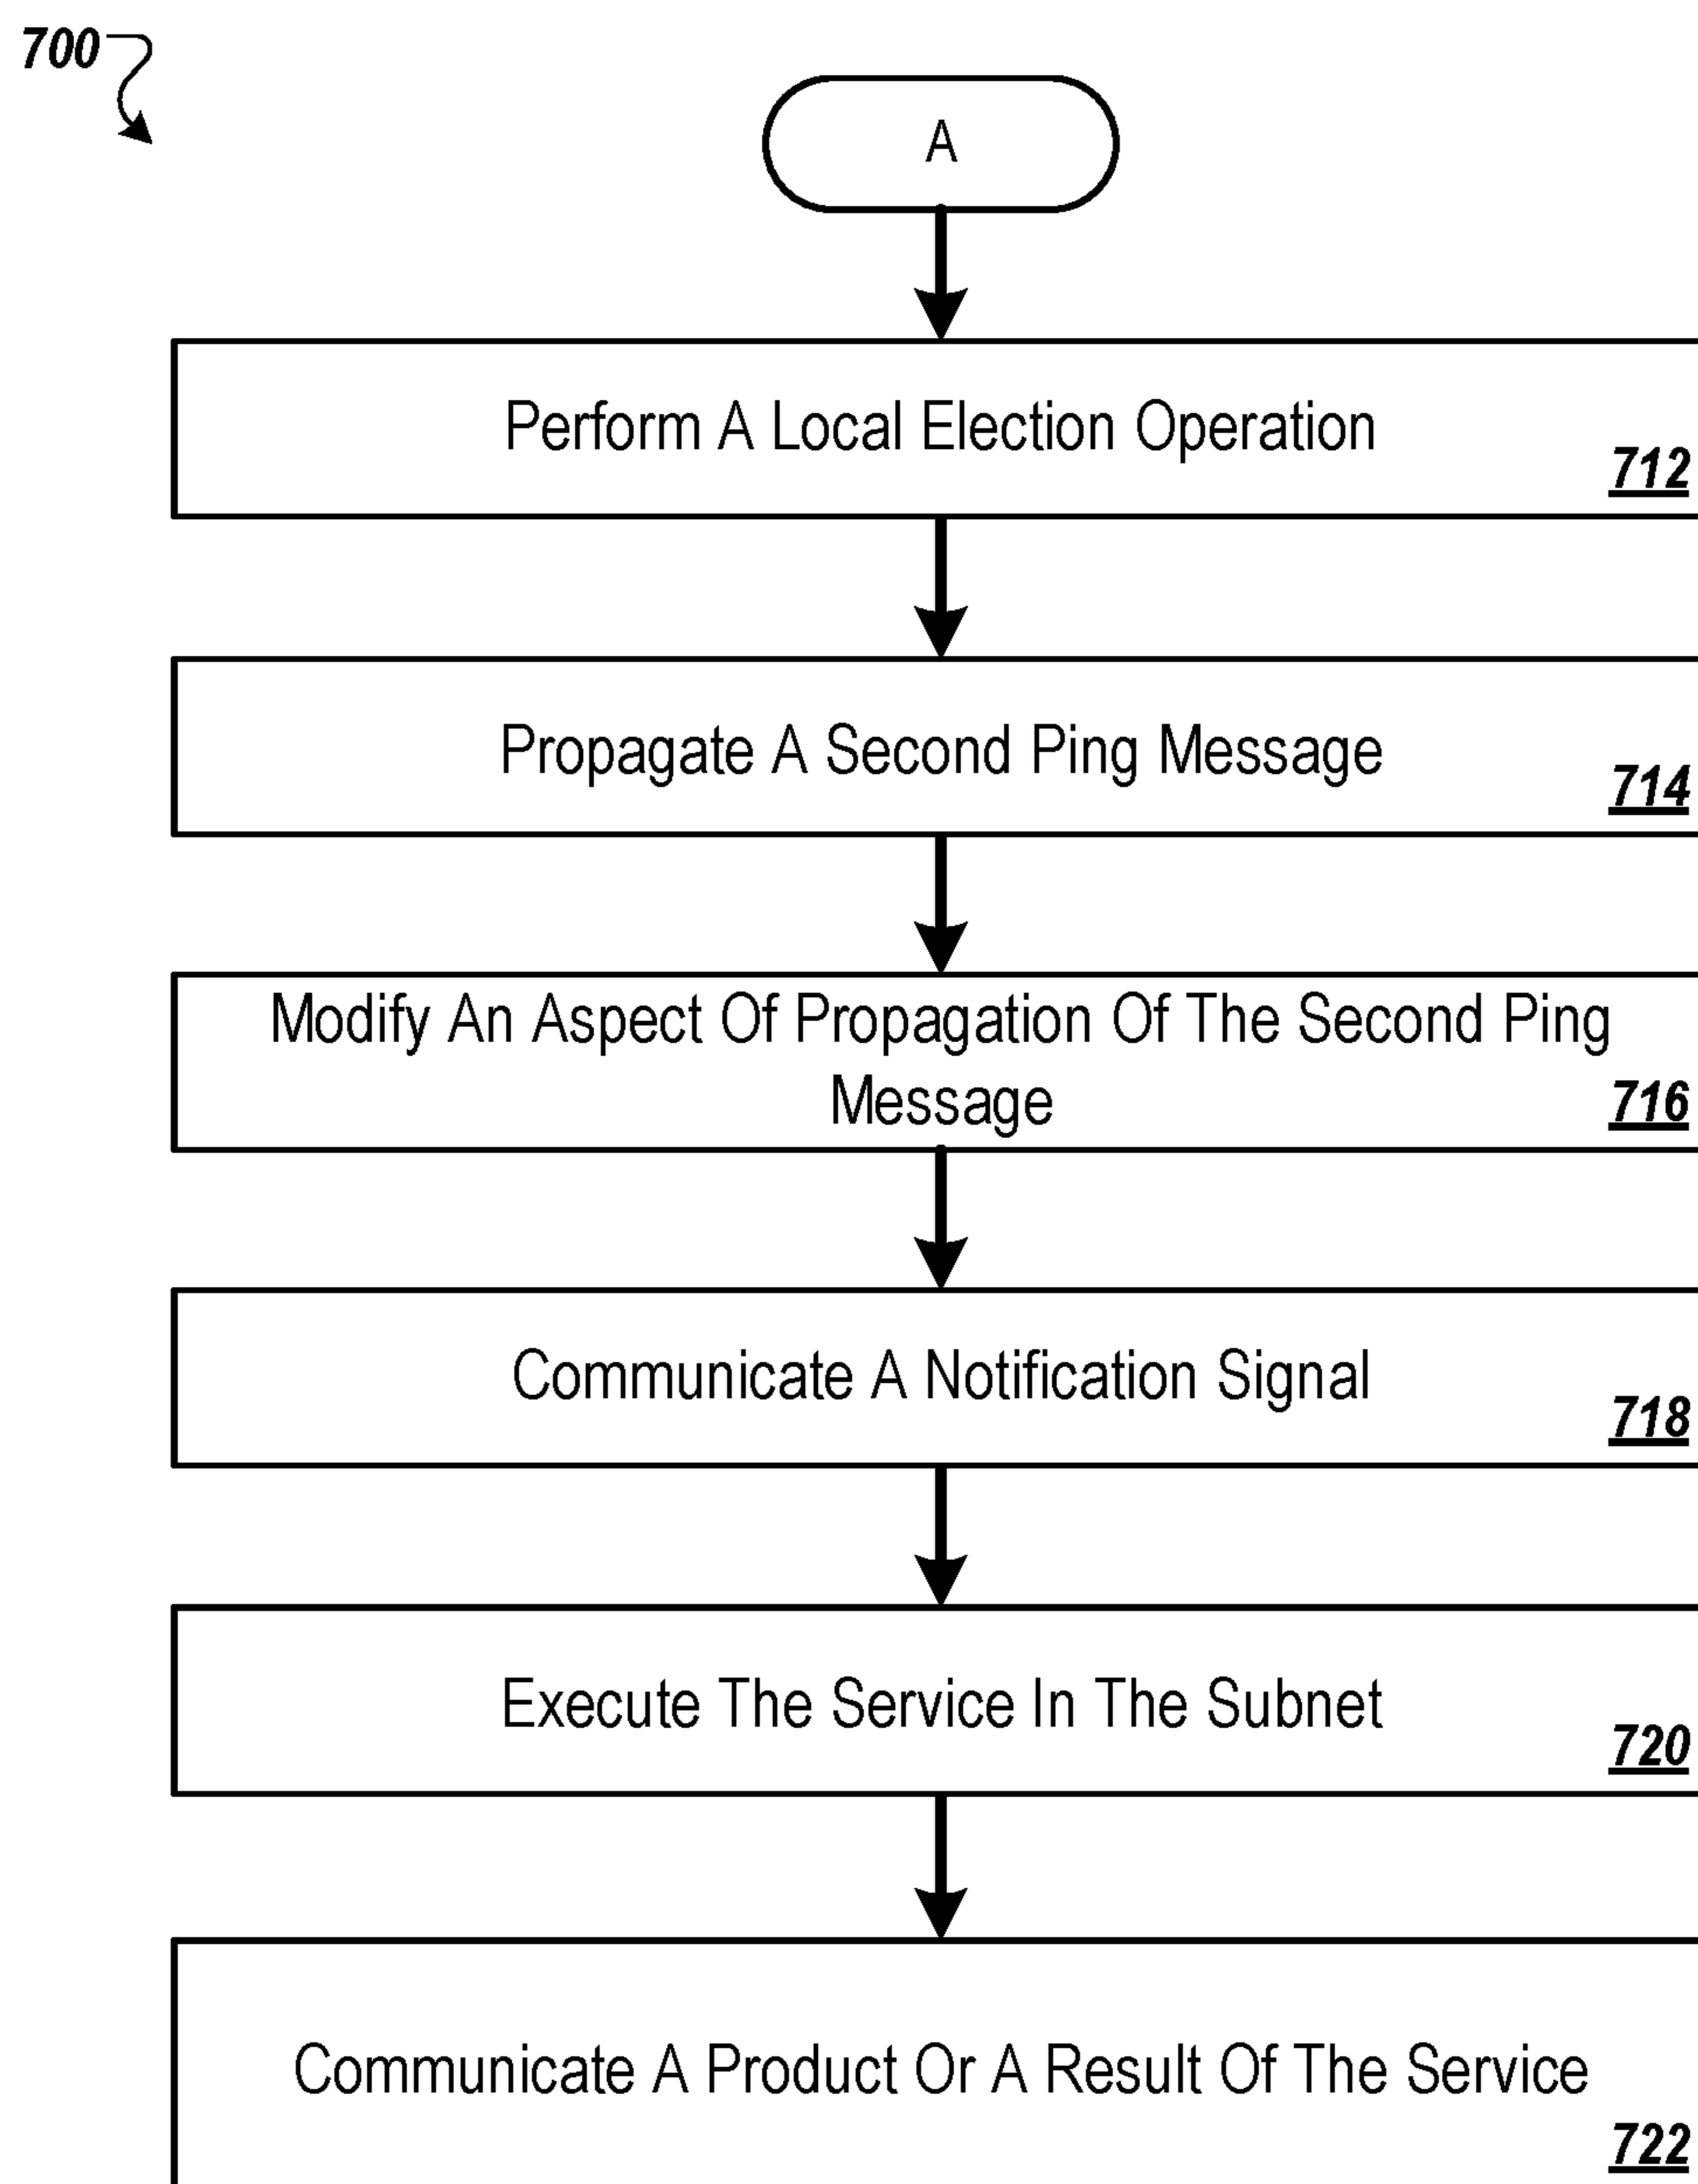 700
A
Perform A Local Election Operation
712
Propagate A Second Ping Message
714
Modify An Aspect Of Propagation Of The Second Ping
Message
716
Communicate A Notification Signal
718
Execute The Service In The Subnet
720
Communicate A Product Or A Result Of The Service
722